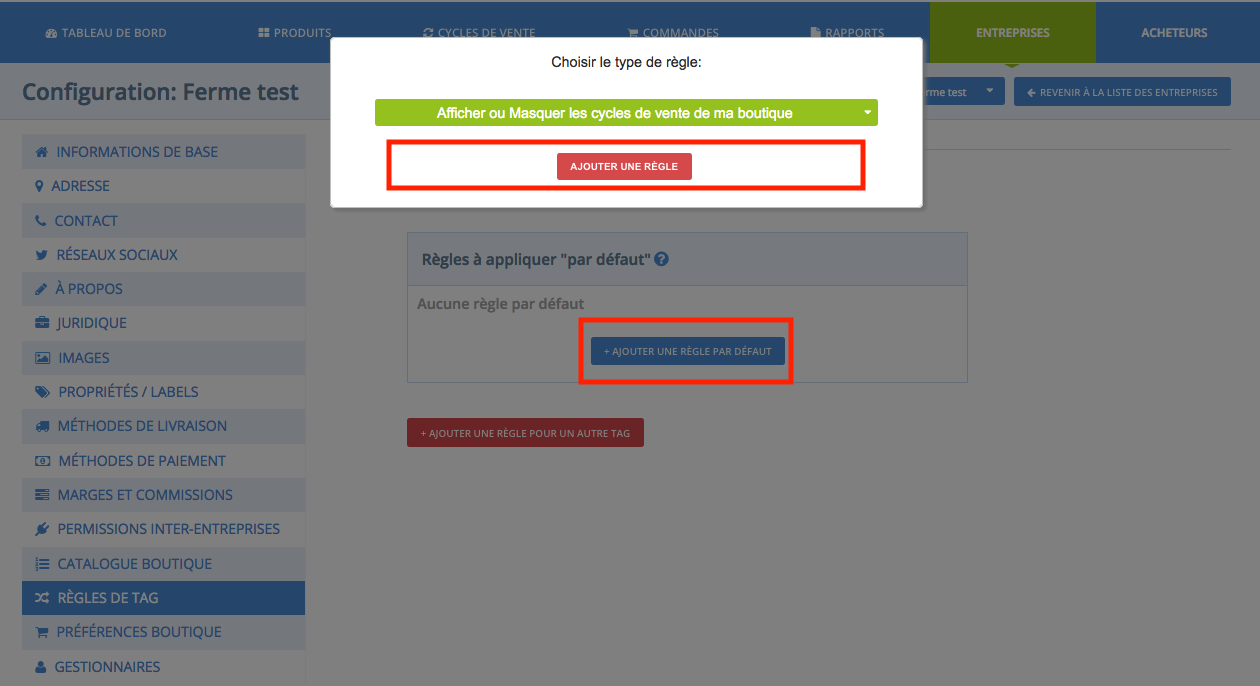 TABLEAU DE BORD PRODUITS CYCLES DE VENTE COMMANDES RAPPORTS ENTREPRISES ACHETEURS
Choisir le type de règle:
Configuration: Ferme test
rme test
REVENIR À LA LISTE DES ENTREPRISES
Afficher ou Masquer les cycles de vente de ma boutique
AJOUTER UNE RÈGLE
INFORMATIONS DE BASE
ADRESSE
CONTACT
RÉSEAUX SOCIAUX
À PROPOS
JURIDIQUE
IMAGES
PROPRIÉTÉS / LABELS
MÉTHODES DE LIVRAISON
MÉTHODES DE PAIEMENT
MARGES ET COMMISSIONS
PERMISSIONS INTER-ENTREPRISES
CATALOGUE BOUTIQUE
RÈGLES DE TAG
PRÉFÉRENCES BOUTIQUE
GESTIONNAIRES
Règles à appliquer "par défaut" ?
Aucune règle par défaut
+ AJOUTER UNE RÈGLE PAR DÉFAUT
+ AJOUTER UNE RÈGLE POUR UN AUTRE TAG